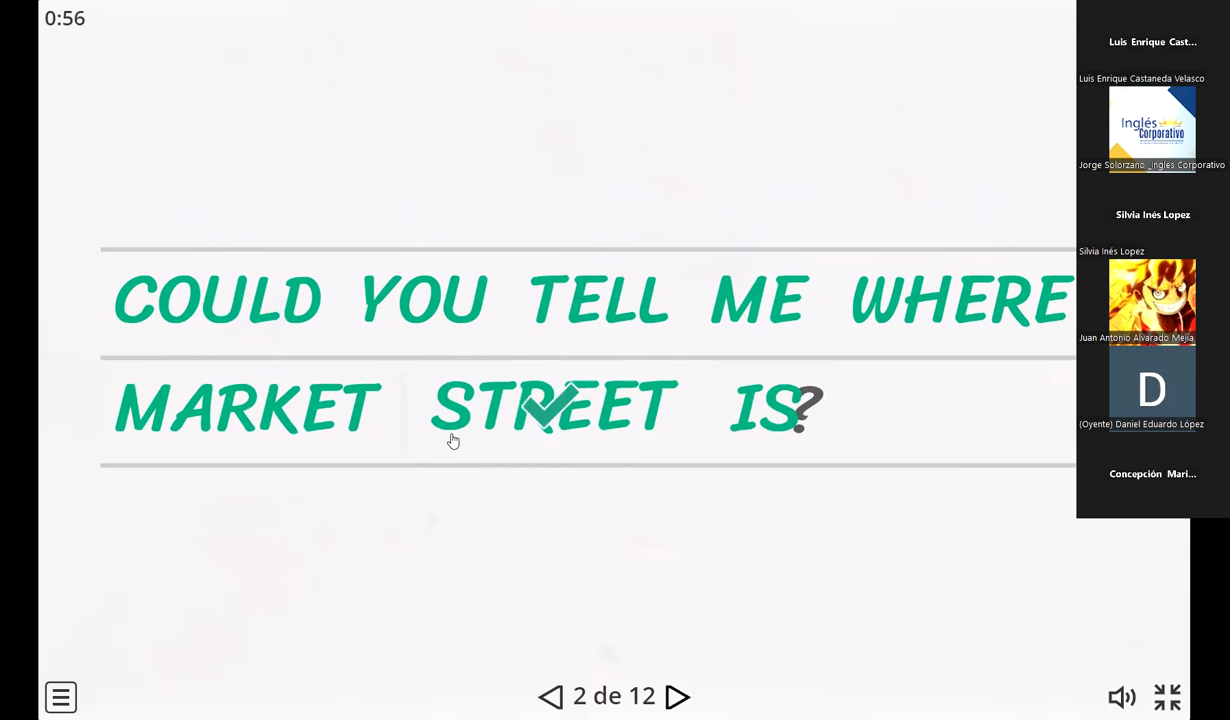 0:56
COULD YOU TELL ME WHERE
MARKET STREET IS?
2 de 12
Luis Enrique Cast...
Luis Enrique Castaneda Velasco
Inglés
Corporativo
Jorge Solorzano _Ingles Corporativo
Silvia Inés Lopez
Silvia Inés Lopez
Juan Antonio Alvarado Mejía
D
(Oyente) Daniel Eduardo López
Concepción Mari...